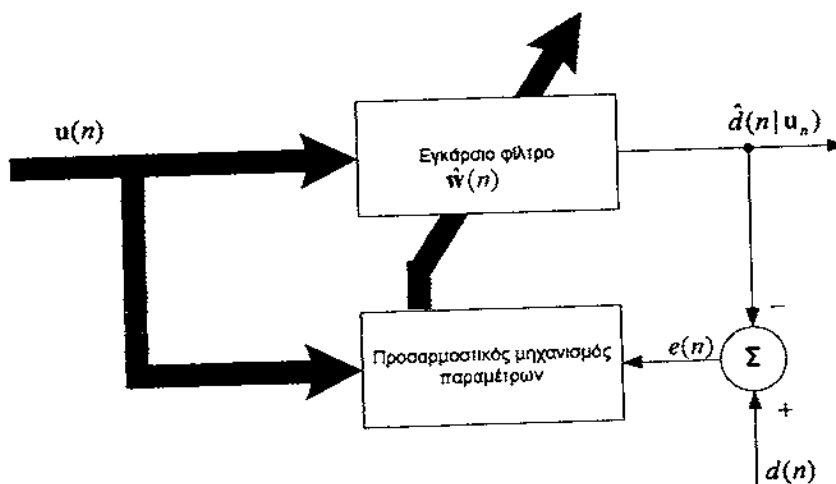 u(n)
Εγκάρσιο φίλτρο
ŵ(n)
d̂(n|uₙ)
−
Προσαρμοστικός μηχανισμός
παραμέτρων
e(n)
Σ
+
d(n)